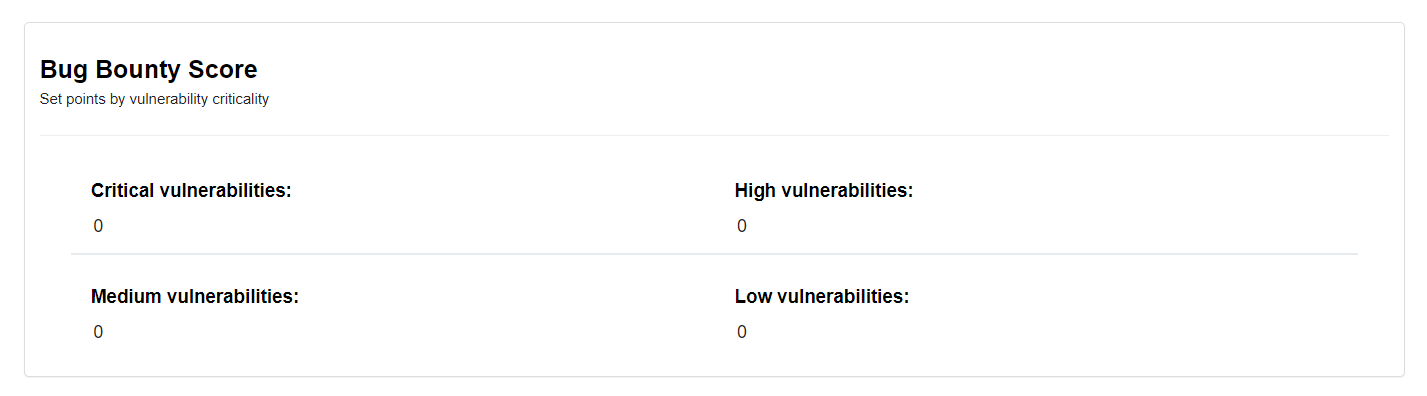 Bug Bounty Score
Set points by vulnerability criticality
Critical vulnerabilities:
0
High vulnerabilities:
0
Medium vulnerabilities:
0
Low vulnerabilities:
0